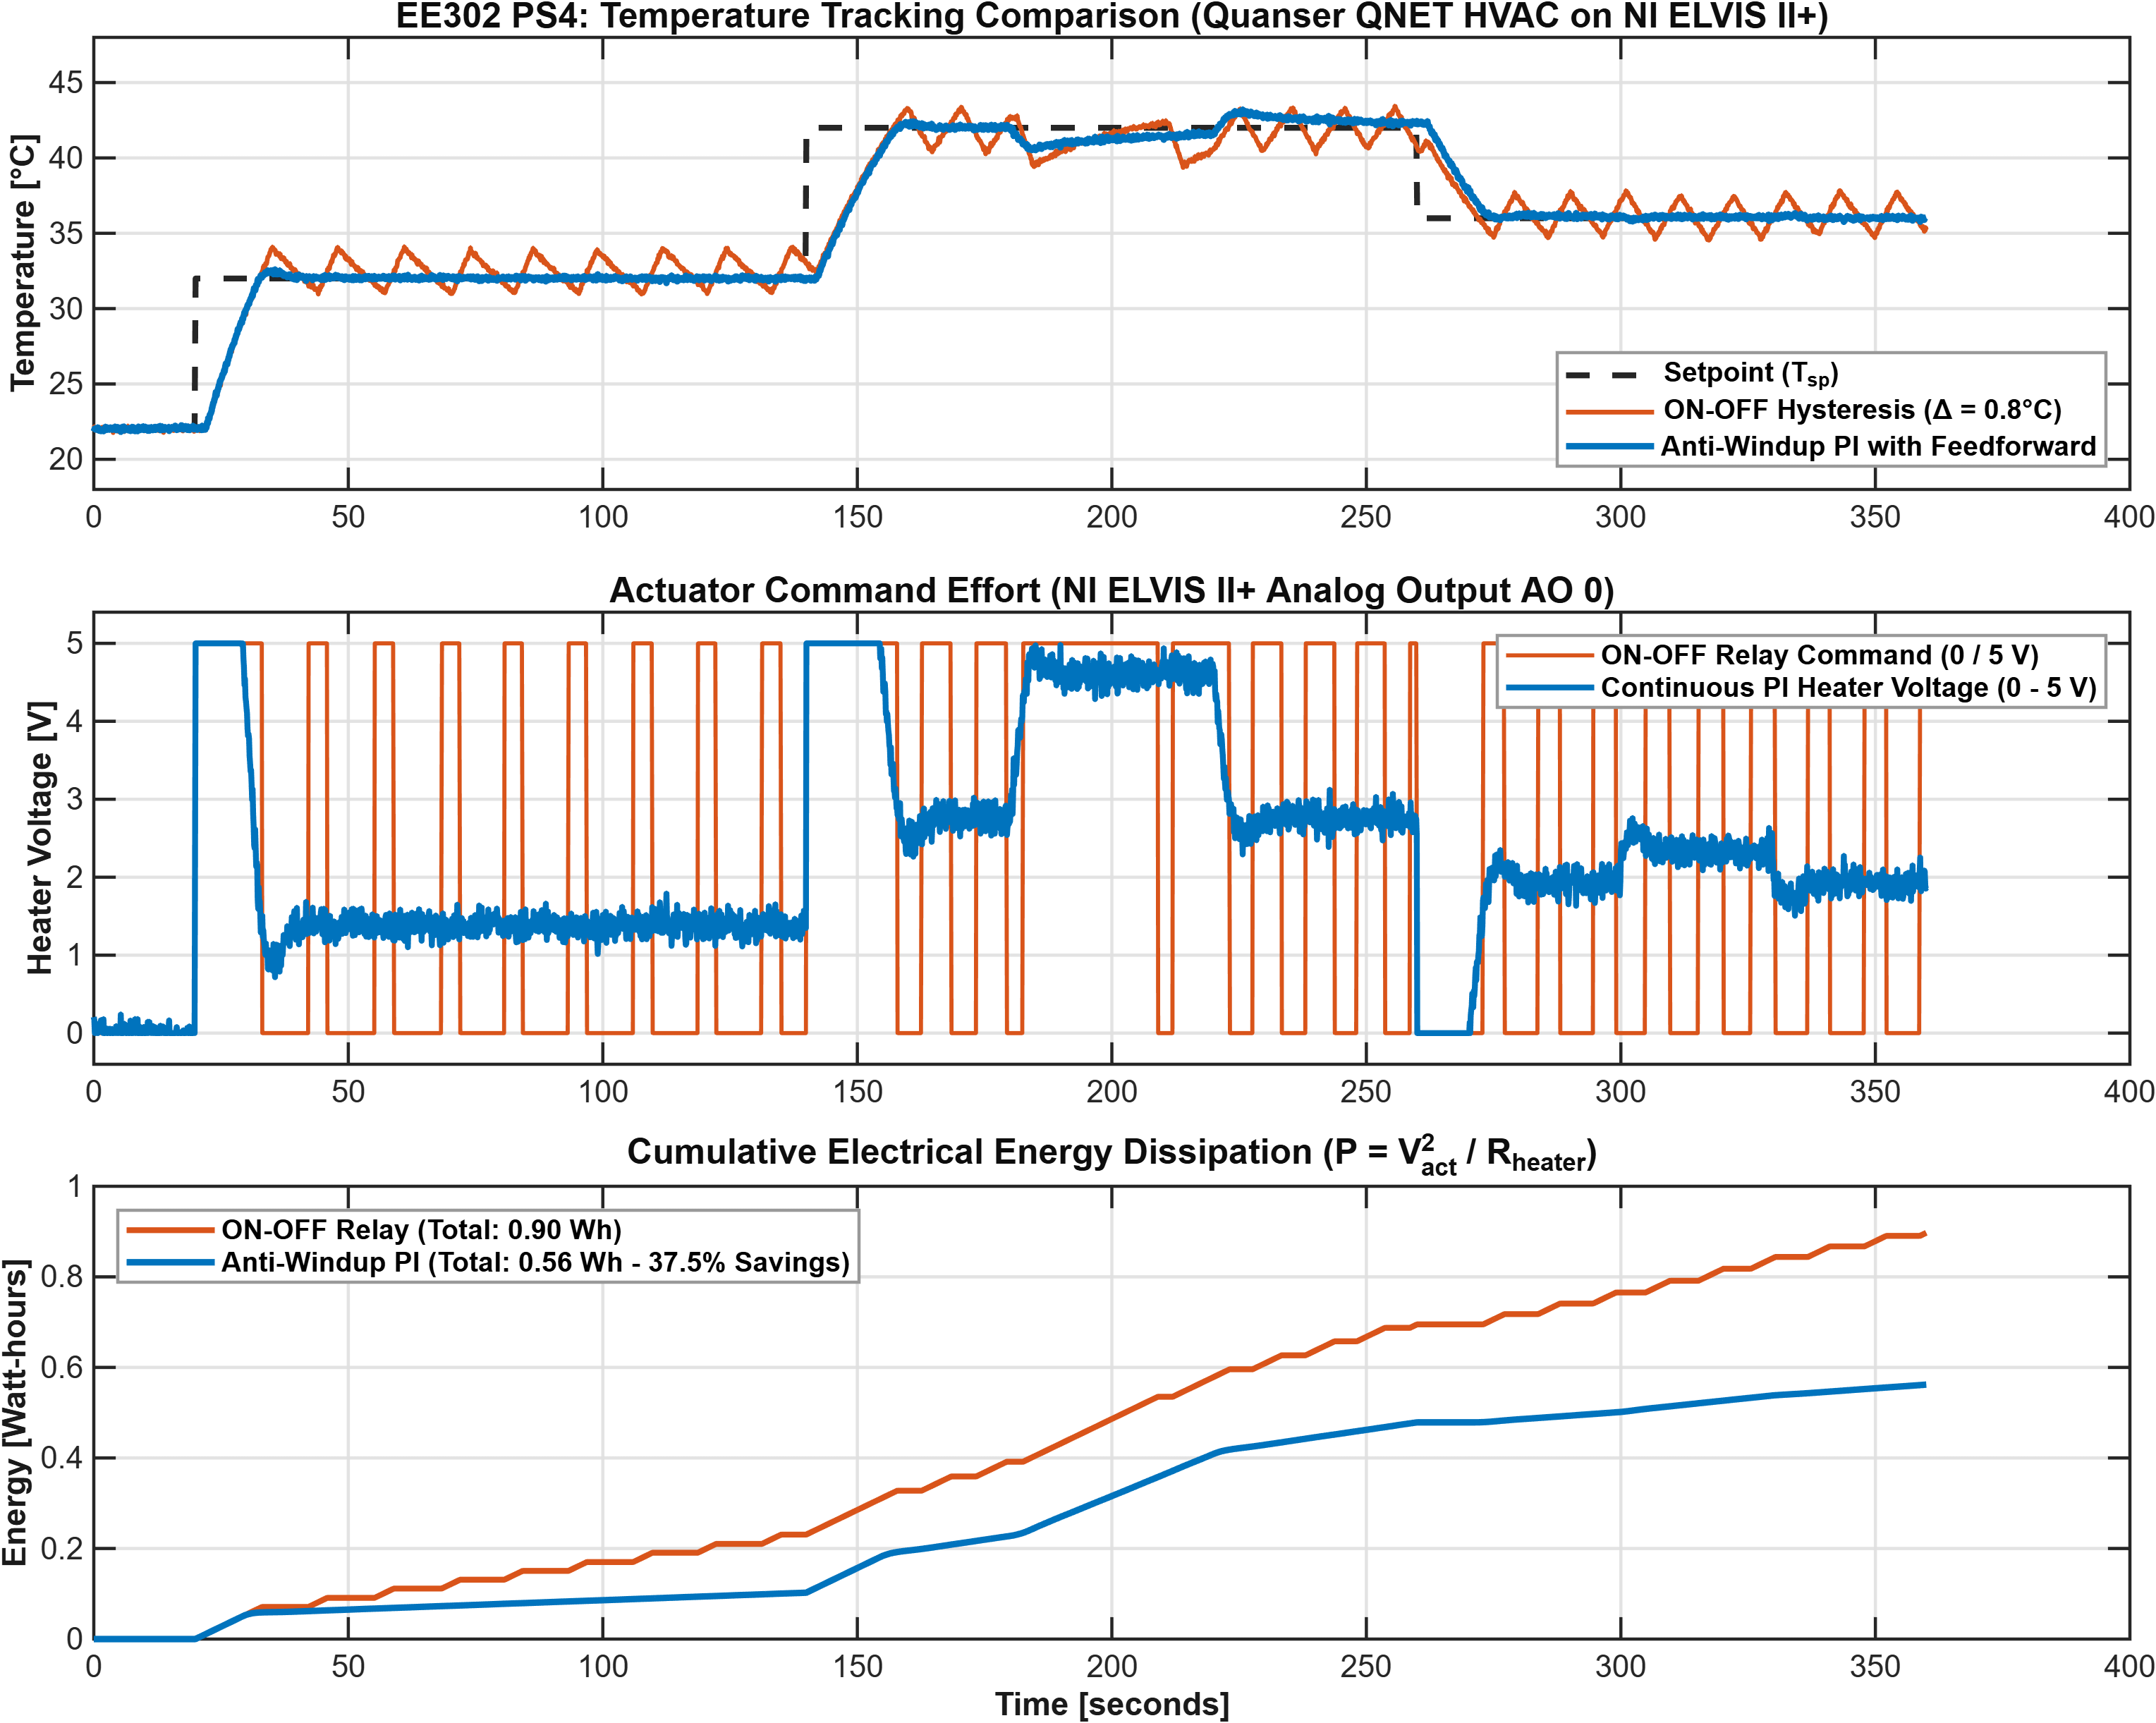 EE302 PS4: Temperature Tracking Comparison (Quanser QNET HVAC on NI ELVIS II+)
Temperature [°C]
45
40
35
30
25
20
0 50 100 150 200 250 300 350 400
Setpoint (Tsp)
ON-OFF Hysteresis (Δ = 0.8°C)
Anti-Windup PI with Feedforward
Actuator Command Effort (NI ELVIS II+ Analog Output AO 0)
Heater Voltage [V]
5
4
3
2
1
0
0 50 100 150 200 250 300 350 400
ON-OFF Relay Command (0 / 5 V)
Continuous PI Heater Voltage (0 - 5 V)
Cumulative Electrical Energy Dissipation (P = V²act / Rheater)
Energy [Watt-hours]
1
0.8
0.6
0.4
0.2
0
0 50 100 150 200 250 300 350 400
ON-OFF Relay (Total: 0.90 Wh)
Anti-Windup PI (Total: 0.56 Wh - 37.5% Savings)
Time [seconds]